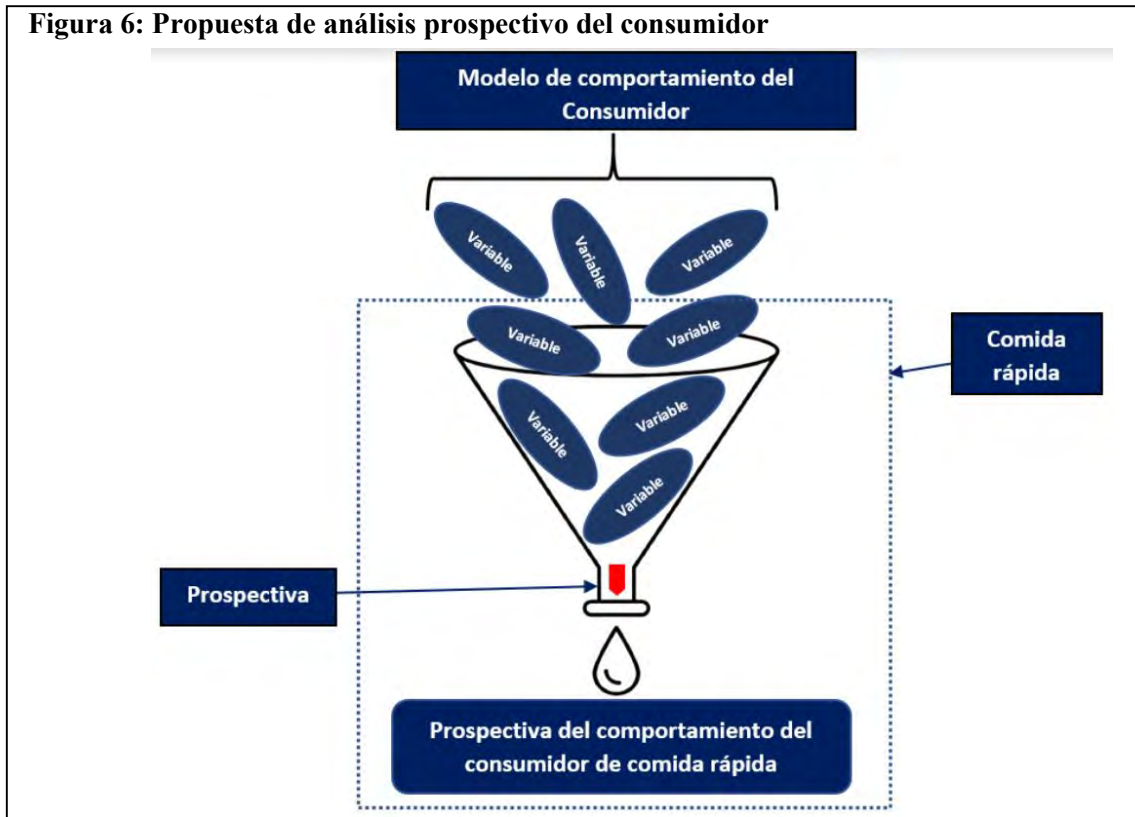 Figura 6: Propuesta de análisis prospectivo del consumidor
Modelo de comportamiento del
Consumidor
Variable
Variable
Variable
Variable
Variable
Variable
Variable
Variable
Comida
rápida
Prospectiva
Prospectiva del comportamiento del
consumidor de comida rápida